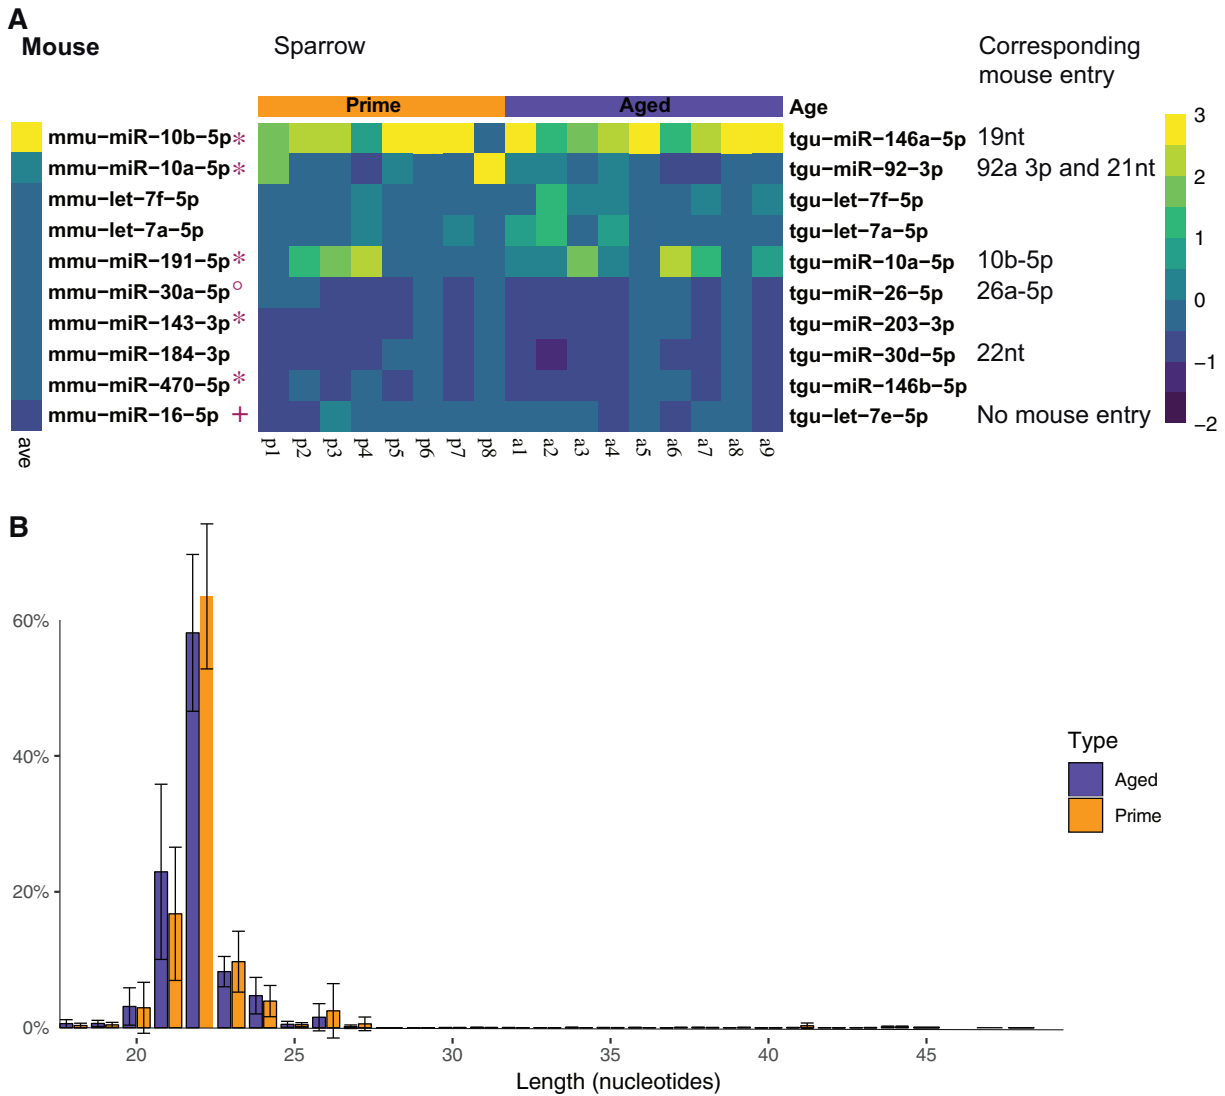 A
Mouse
Sparrow
Corresponding
mouse entry
Prime
Aged
Age
mmu−miR−10b−5p*
tgu−miR−146a−5p
19nt
mmu−miR−10a−5p*
tgu−miR−92−3p
92a 3p and 21nt
mmu−let−7f−5p
tgu−let−7f−5p
mmu−let−7a−5p
tgu−let−7a−5p
mmu−miR−191−5p*
tgu−miR−10a−5p
10b-5p
mmu−miR−30a−5p°
tgu−miR−26−5p
26a-5p
mmu−miR−143−3p*
tgu−miR−203−3p
mmu−miR−184−3p
tgu−miR−30d−5p
22nt
mmu−miR−470−5p*
tgu−miR−146b−5p
mmu−miR−16−5p +
tgu−let−7e−5p
No mouse entry
3
2
1
0
−1
−2
ave
p1 p2 p3 p4 p5 p6 p7 p8 a1 a2 a3 a4 a5 a6 a7 a8 a9
B
60%
40%
20%
0%
20 25 30 35 40 45
Length (nucleotides)
Type
Aged
Prime